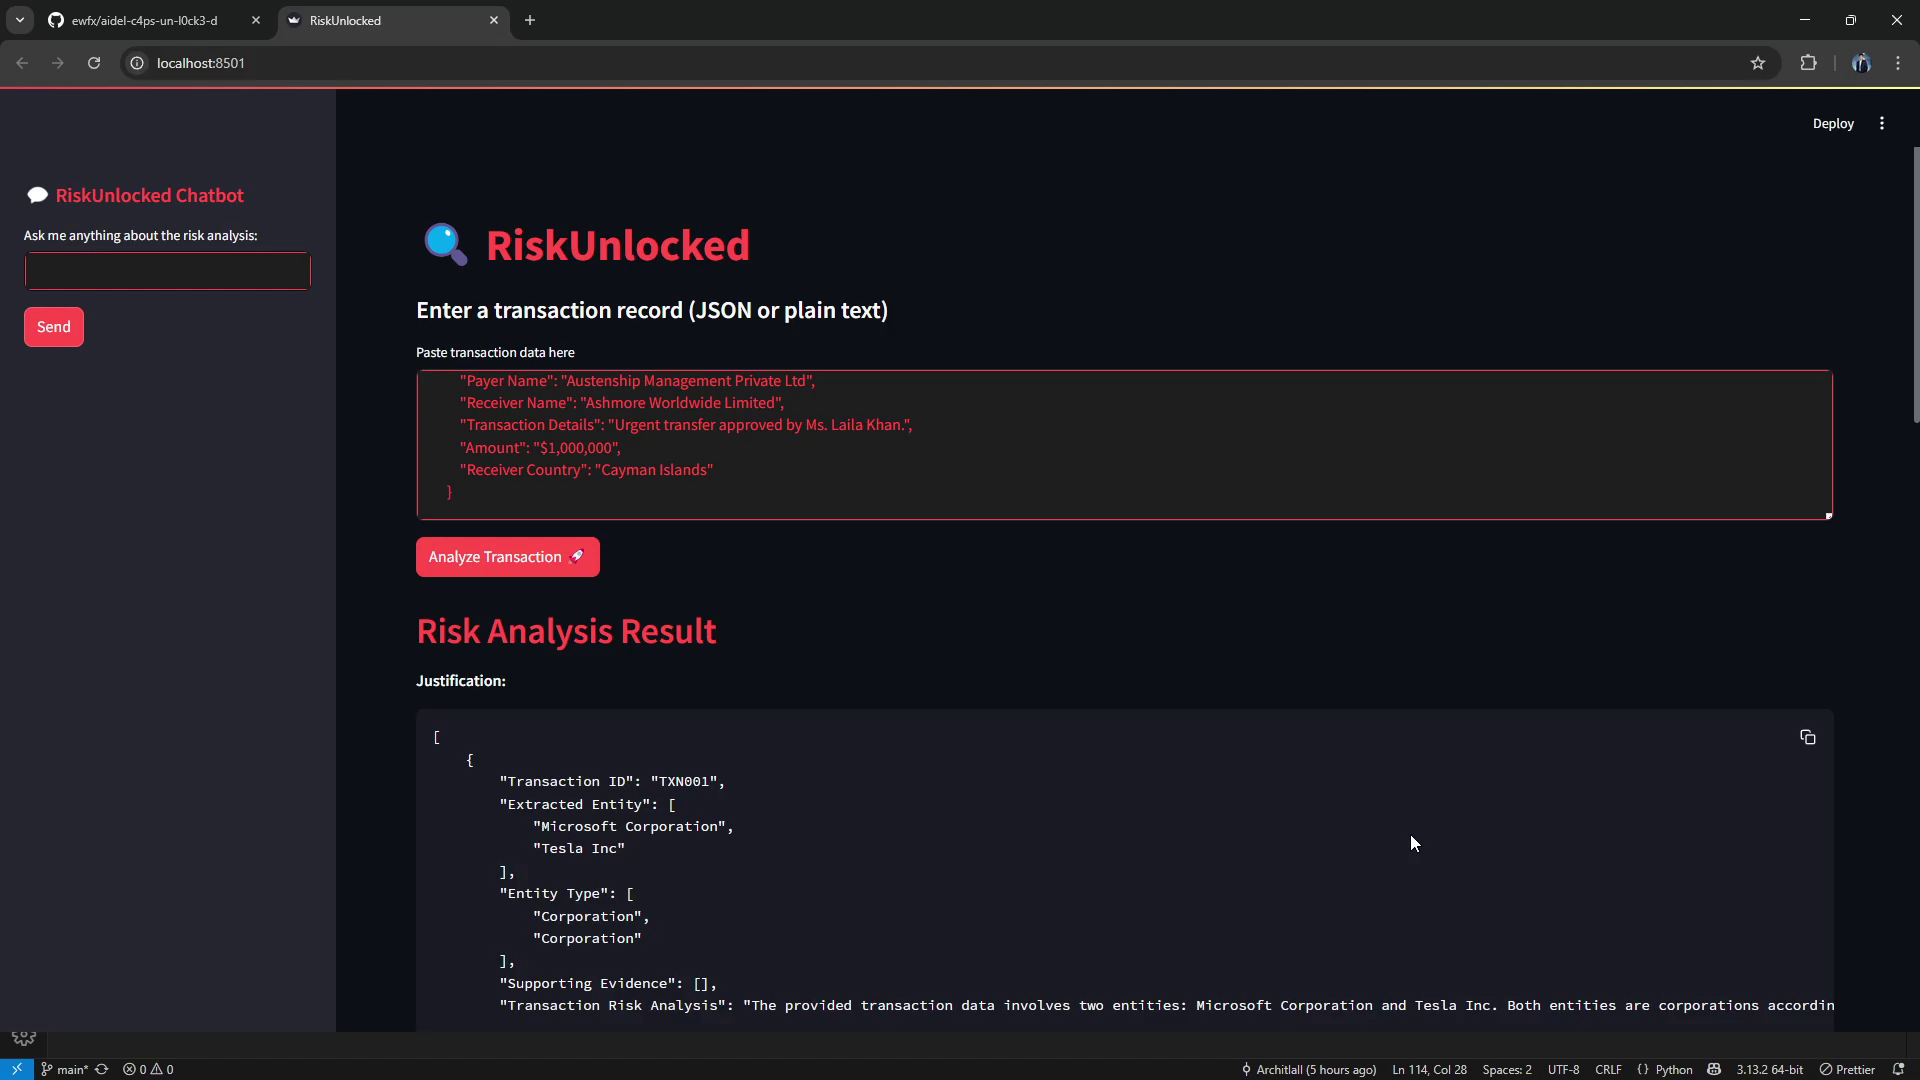 ewfx/aidel-c4ps-un-l0ck3-d
RiskUnlocked
localhost:8501
Deploy
RiskUnlocked Chatbot
Ask me anything about the risk analysis:
Send
RiskUnlocked
Enter a transaction record (JSON or plain text)
Paste transaction data here
"Payer Name": "Austenship Management Private Ltd",
"Receiver Name": "Ashmore Worldwide Limited",
"Transaction Details": "Urgent transfer approved by Ms. Laila Khan.",
"Amount": "$1,000,000",
"Receiver Country": "Cayman Islands"
}
Analyze Transaction 🚀
Risk Analysis Result
Justification:
[
{
"Transaction ID": "TXN001",
"Extracted Entity": [
"Microsoft Corporation",
"Tesla Inc"
],
"Entity Type": [
"Corporation",
"Corporation"
],
"Supporting Evidence": [],
"Transaction Risk Analysis": "The provided transaction data involves two entities: Microsoft Corporation and Tesla Inc. Both entities are corporations accordin
main* 0 0 Architlall (5 hours ago) Ln 114, Col 28 Spaces: 2 UTF-8 CRLF {} Python 3.13.2 64-bit Prettier